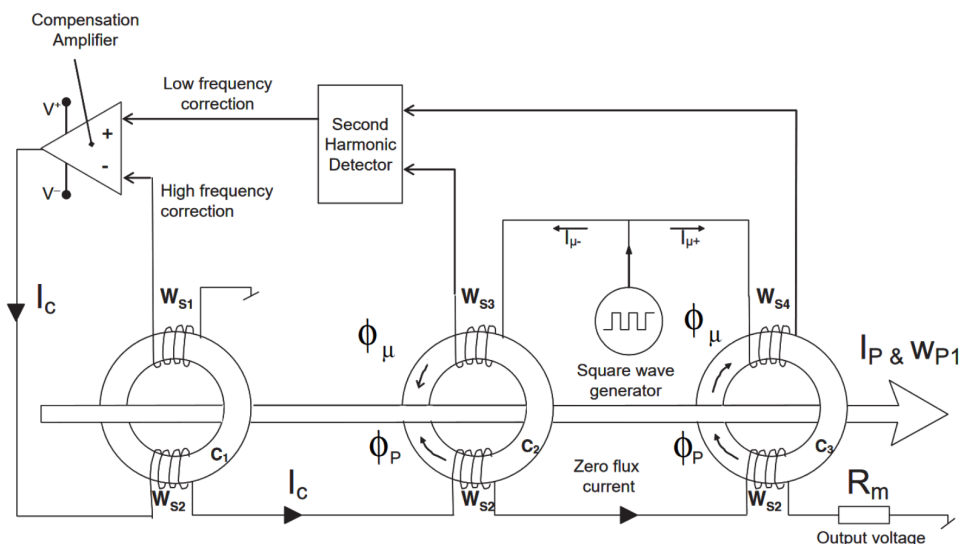 Compensation
Amplifier
Low frequency
correction
V+
+
-
V-
High frequency
correction
Second
Harmonic
Detector
Iμ-
Iμ+
Ic
WS1
WS3
WS4
ϕμ
ϕμ
Square wave
generator
IP & wP1
C1
C2
C3
ϕP
ϕP
Ic
Zero flux
current
WS2
WS2
WS2
Rm
Output voltage